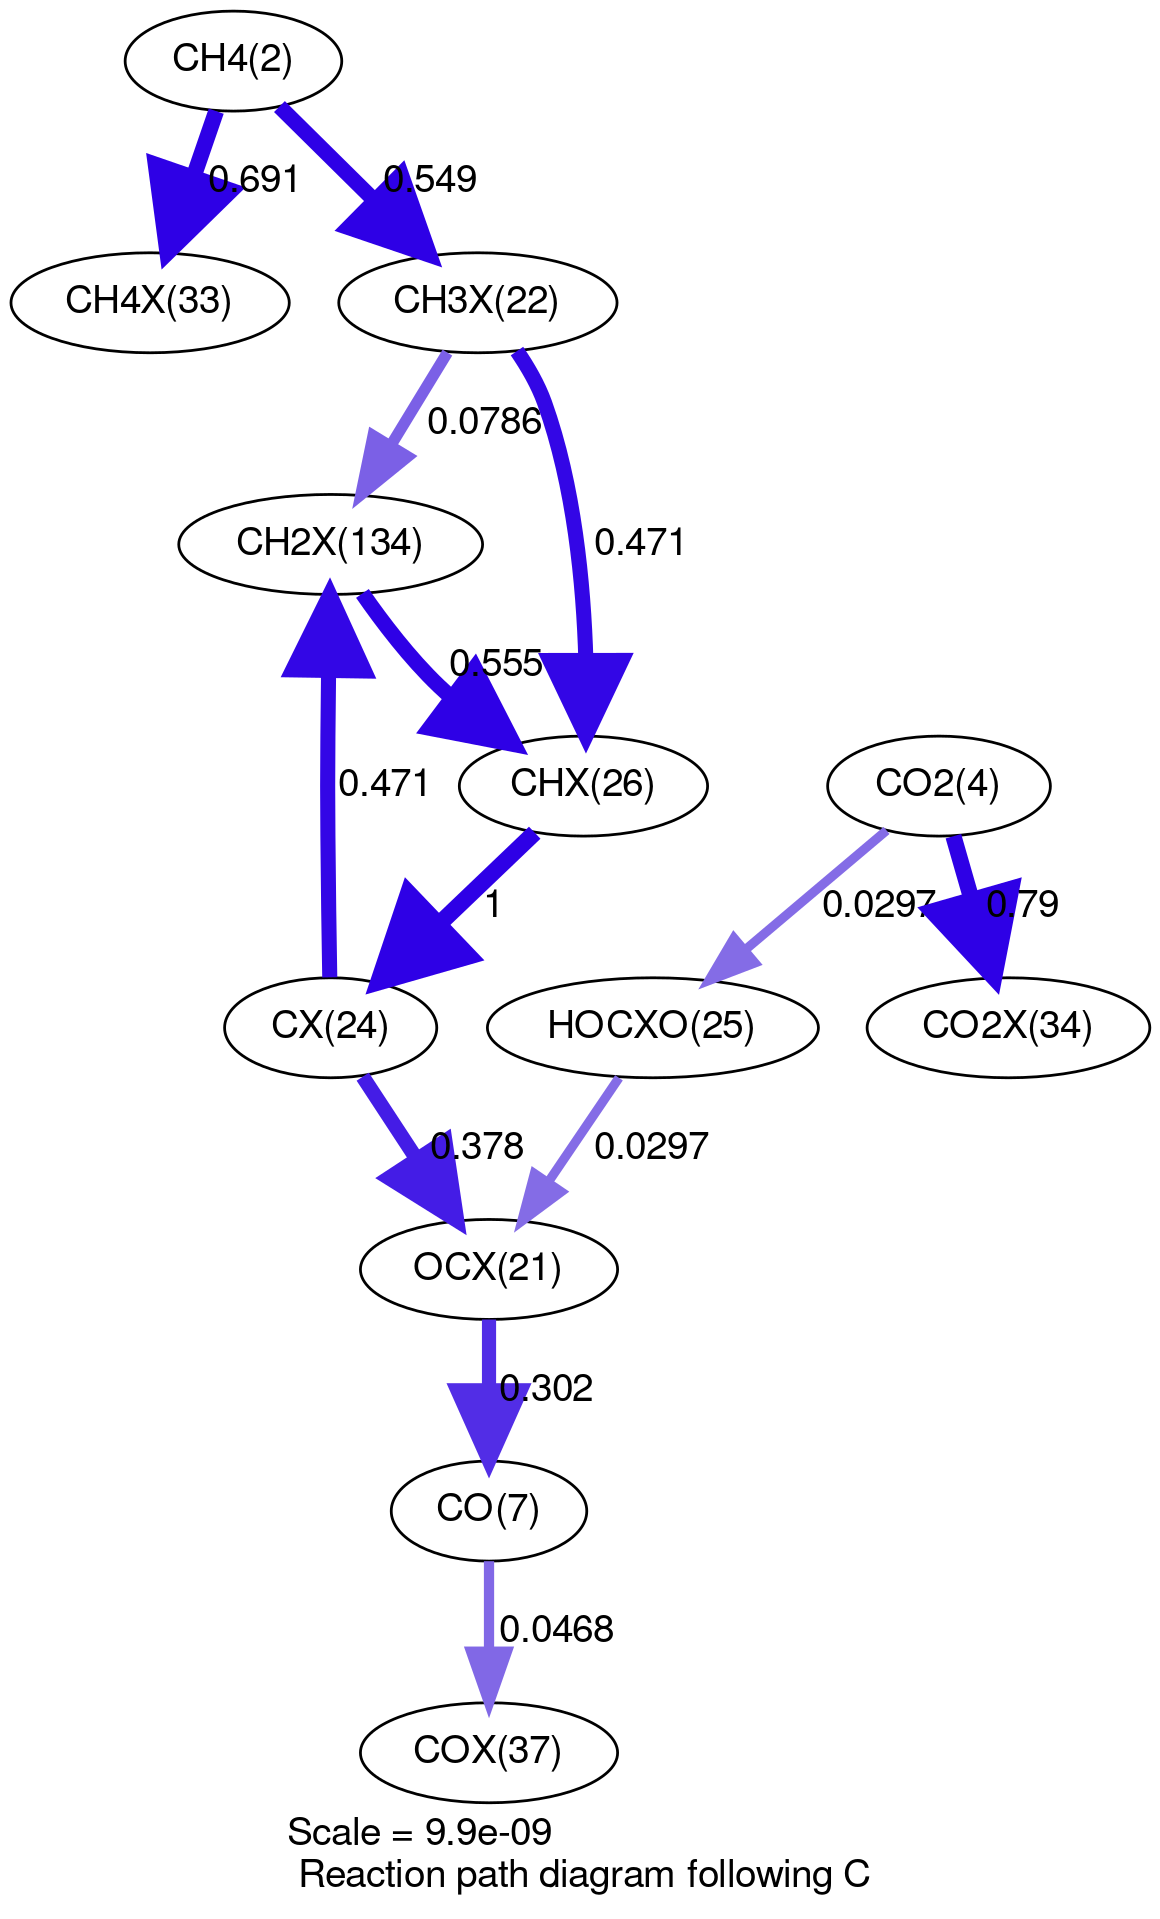 CH4(2)
0.691
0.549
CH4X(33)
CH3X(22)
0.0786
0.471
CH2X(134)
0.555
0.471
CHX(26)
CO2(4)
1
0.0297
0.79
CX(24)
HOCXO(25)
CO2X(34)
0.378
0.0297
OCX(21)
0.302
CO(7)
0.0468
COX(37)
Scale = 9.9e-09
Reaction path diagram following C